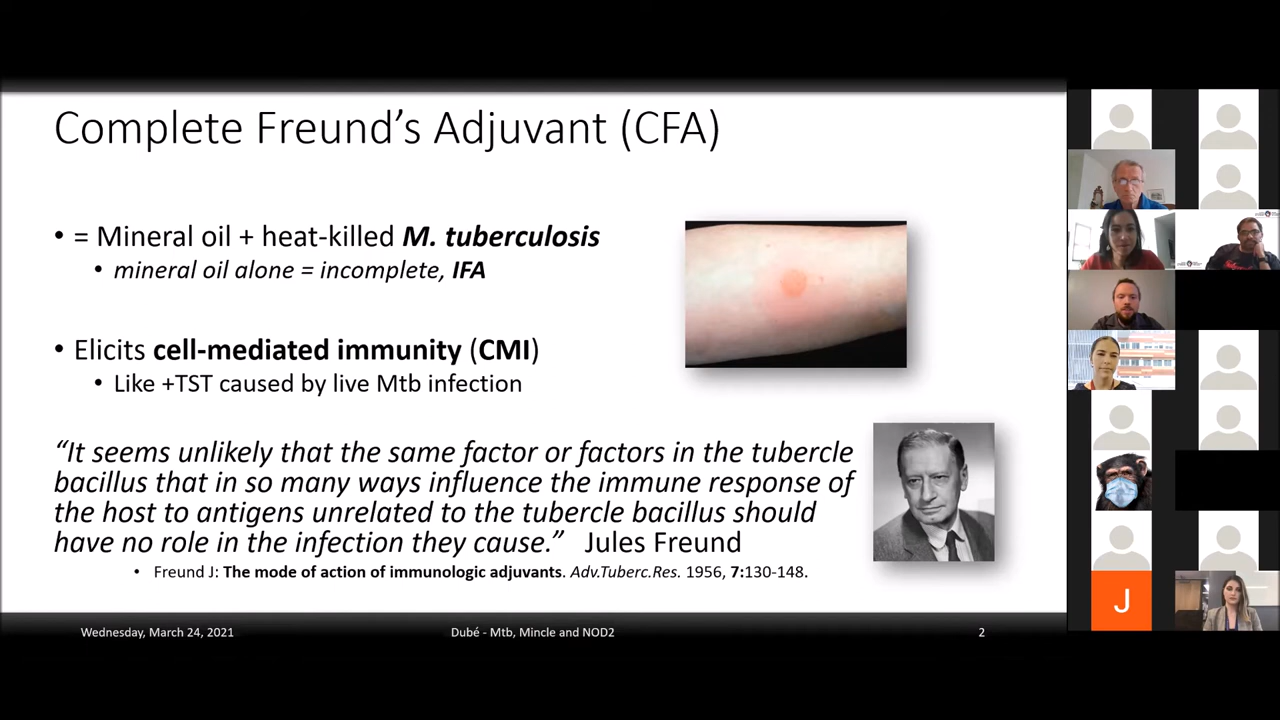 Complete Freund's Adjuvant (CFA)
• = Mineral oil + heat-killed M. tuberculosis
• mineral oil alone = incomplete, IFA
• Elicits cell-mediated immunity (CMI)
• Like +TST caused by live Mtb infection
“It seems unlikely that the same factor or factors in the tubercle
bacillus that in so many ways influence the immune response of
the host to antigens unrelated to the tubercle bacillus should
have no role in the infection they cause.” Jules Freund
• Freund J: The mode of action of immunologic adjuvants. Adv.Tuberc.Res. 1956, 7:130-148.
Wednesday, March 24, 2021
Dubé - Mtb, Mincle and NOD2
2
J